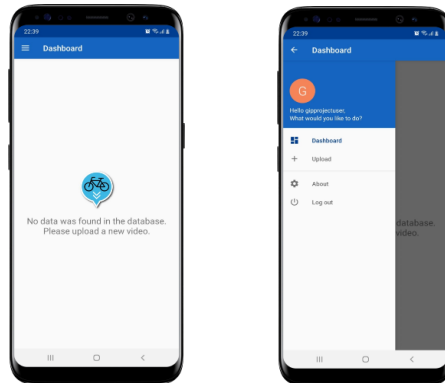 22:39
Dashboard
No data was found in the database.
Please upload a new video.
22:39
Dashboard
G
Hello gipprojectuser,
What would you like to do?
Dashboard
Upload
About
Log out
database.
video.